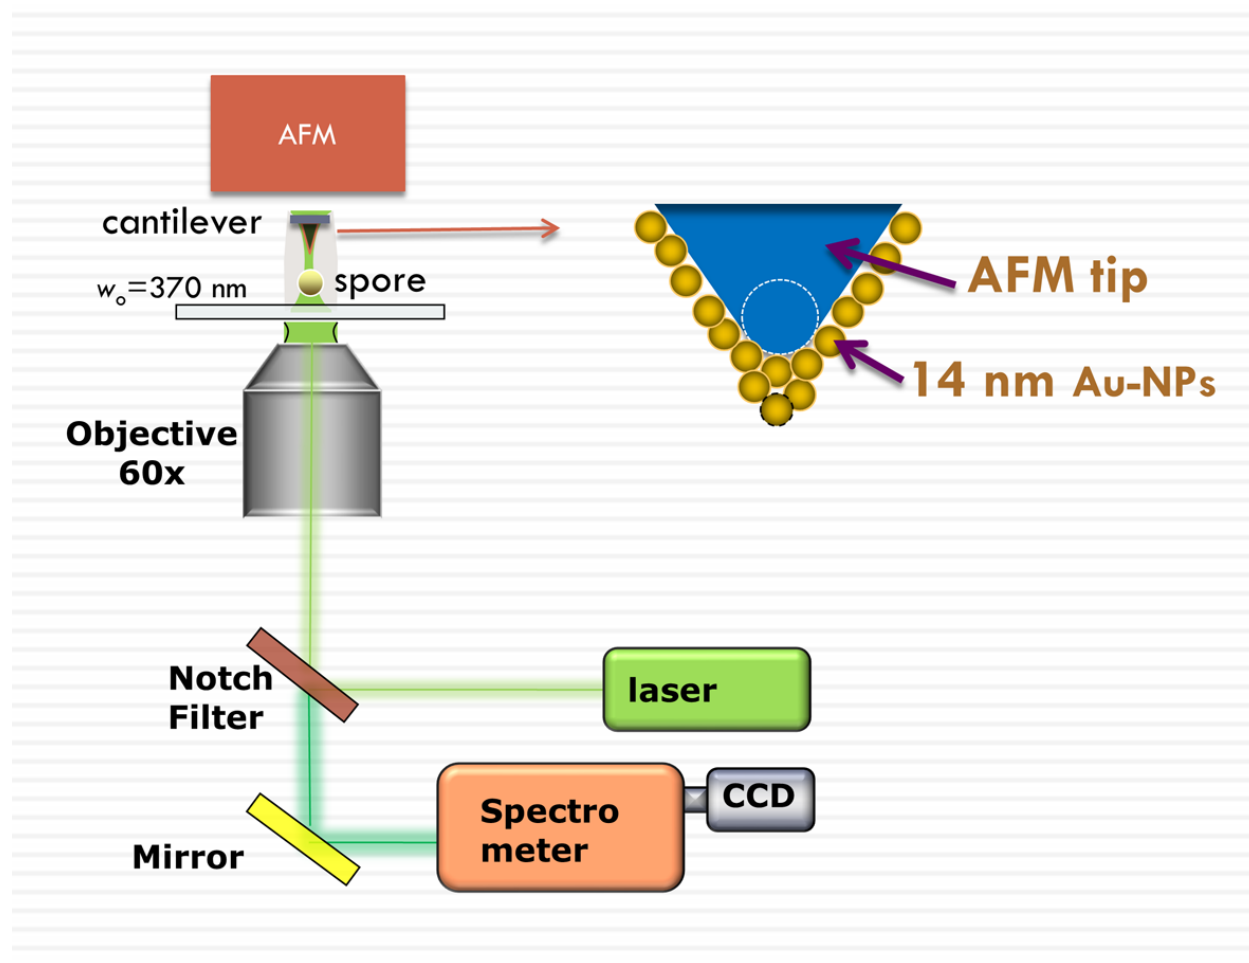 AFM
cantilever
wo=370 nm
spore
AFM tip
14 nm Au-NPs
Objective
60x
Notch
Filter
laser
Spectro
meter
CCD
Mirror